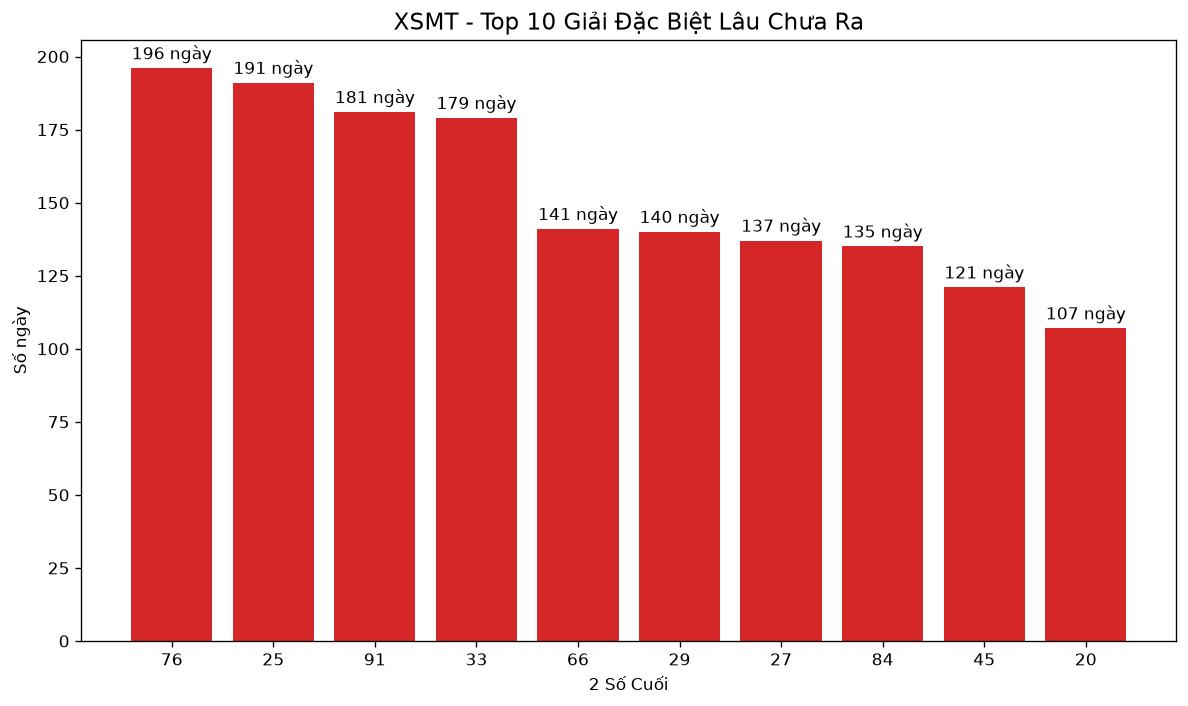 XSMT - Top 10 Giải Đặc Biệt Lâu Chưa Ra
196 ngày
191 ngày
181 ngày
179 ngày
141 ngày
140 ngày
137 ngày
135 ngày
121 ngày
107 ngày
Số ngày
200
175
150
125
100
75
50
25
0
76 25 91 33 66 29 27 84 45 20
2 Số Cuối